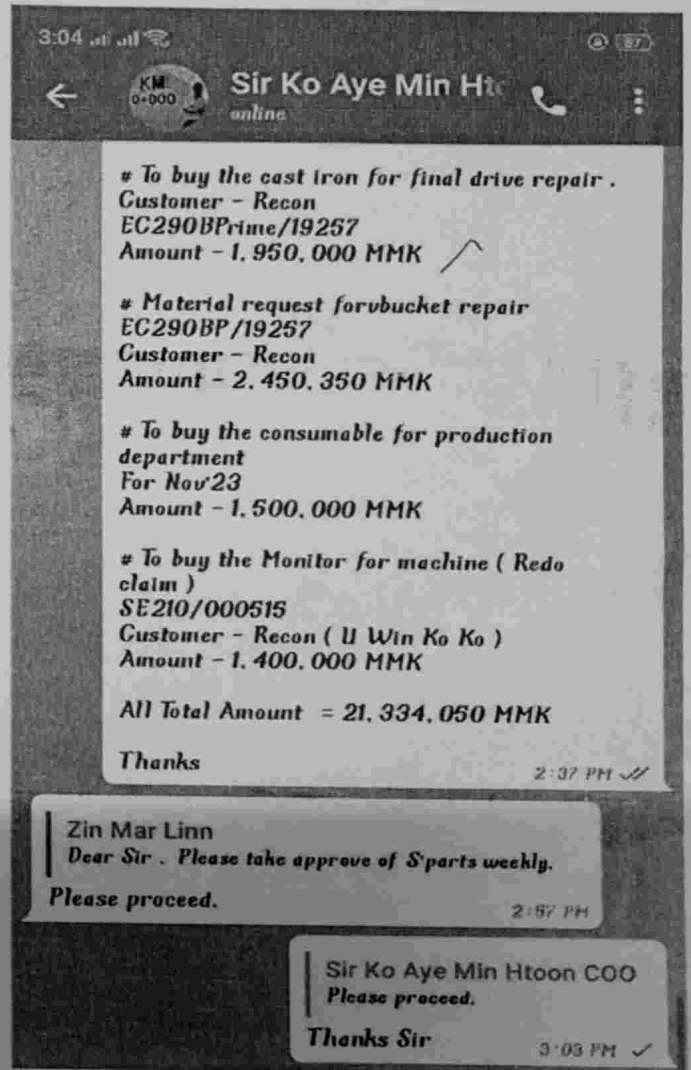 3:04
87
KM
0+000
Sir Ko Aye Min Hto
online
# To buy the cast iron for final drive repair .
Customer - Recon
EC290BPrime/19257
Amount - 1,950,000 MMK
# Material request forvbucket repair
EC290BP/19257
Customer - Recon
Amount - 2,450,350 MMK
# To buy the consumable for production
department
For Nov'23
Amount - 1,500,000 MMK
# To buy the Monitor for machine ( Redo
claim )
SE210/000515
Customer - Recon ( U Win Ko Ko )
Amount - 1,400,000 MMK
All Total Amount = 21,334,050 MMK
Thanks
2:37 PM
Zin Mar Linn
Dear Sir . Please take approve of S'parts weekly.
Please proceed.
2:57 PM
Sir Ko Aye Min Htoon COO
Please proceed.
Thanks Sir
3:03 PM